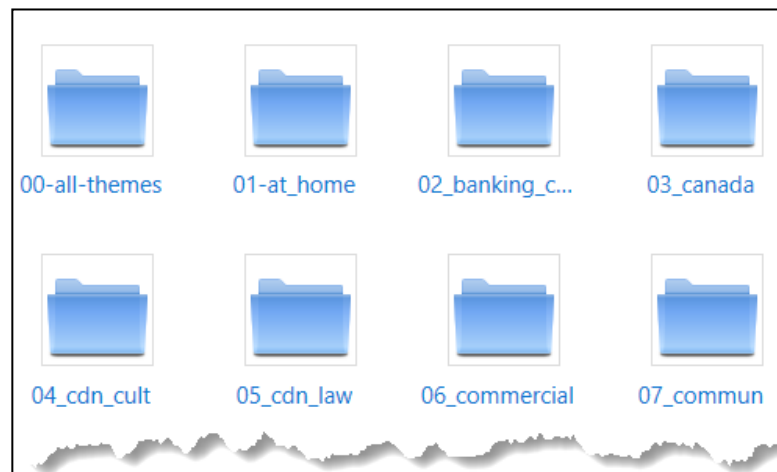 00-all-themes 01-at_home 02_banking_c... 03_canada
04_cdn_cult 05_cdn_law 06_commercial 07_commun